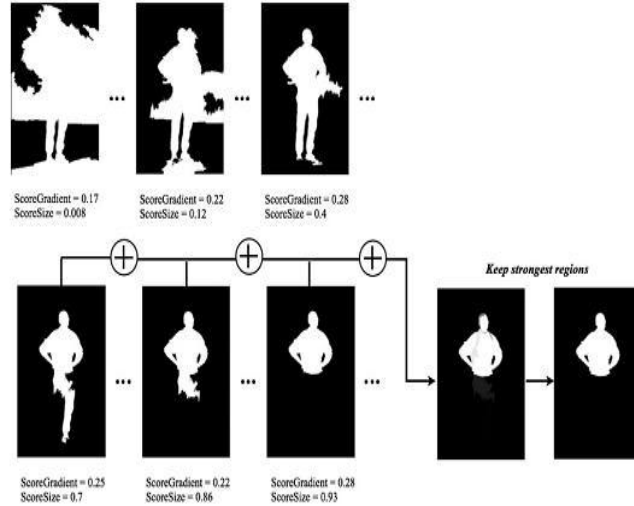 ... ... ...
ScoreGradient = 0.17 ScoreGradient = 0.22 ScoreGradient = 0.28
ScoreSize = 0.008 ScoreSize = 0.12 ScoreSize = 0.4
+ + +
Keep strongest regions
... ... ...
ScoreGradient = 0.25 ScoreGradient = 0.22 ScoreGradient = 0.28
ScoreSize = 0.7 ScoreSize = 0.86 ScoreSize = 0.93